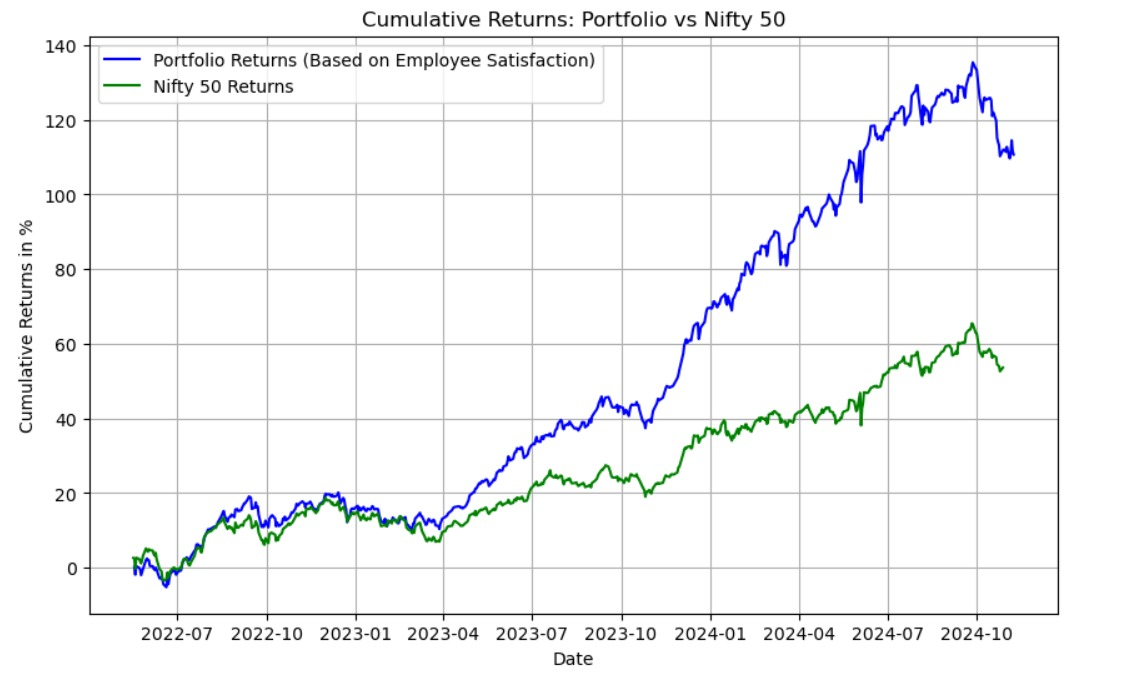 Cumulative Returns: Portfolio vs Nifty 50
Portfolio Returns (Based on Employee Satisfaction)
Nifty 50 Returns
Cumulative Returns in %
140
120
100
80
60
40
20
0
2022-07 2022-10 2023-01 2023-04 2023-07 2023-10 2024-01 2024-04 2024-07 2024-10
Date